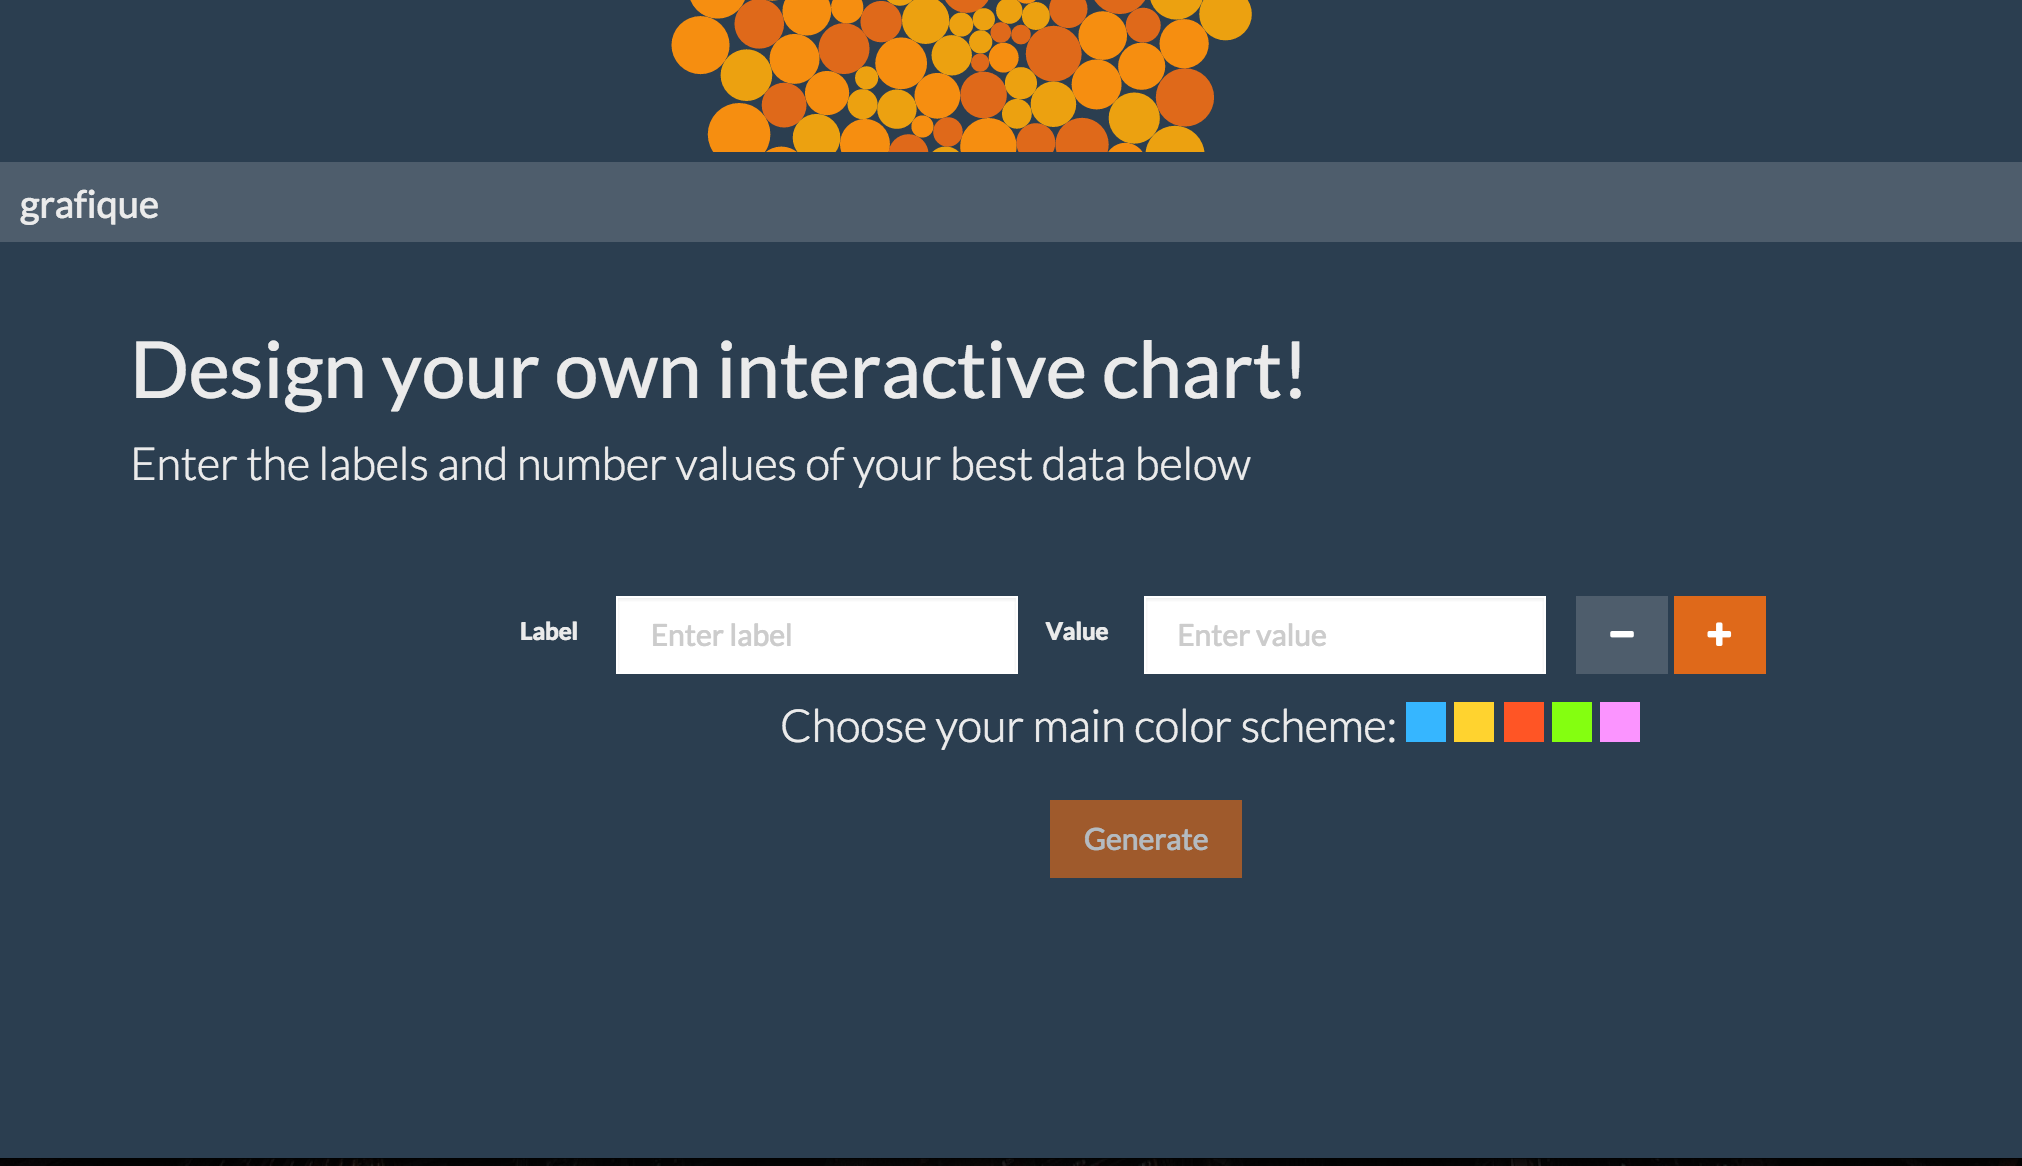 grafique
Design your own interactive chart!
Enter the labels and number values of your best data below
Label Enter label Value Enter value − +
Choose your main color scheme:
Generate